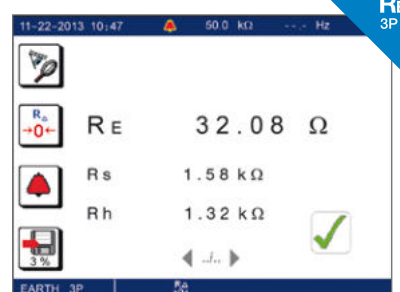 11-22-2013 10:47 50.0 kΩ --.- Hz
RE
3P
R△
→0←
RE 32.08 Ω
Rs 1.58 kΩ
Rh 1.32 kΩ
3 %
◀ ../.. ▶
EARTH 3P